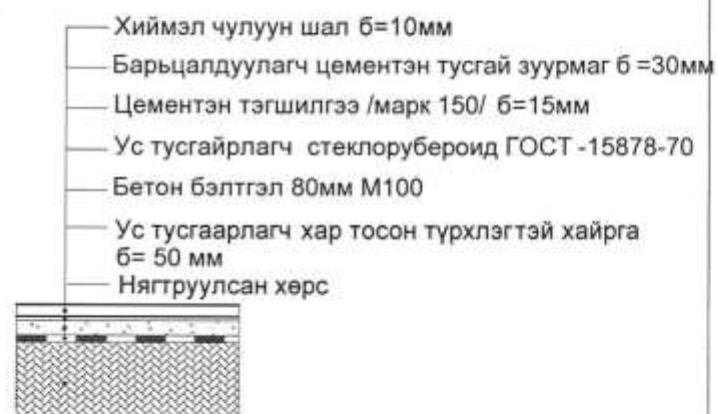 Хиймэл чулуун шал б=10мм
Барьцалдуулагч цементэн тусгай зуурмаг б =30мм
Цементэн тэгшилгээ /марк 150/ б=15мм
Ус тусгайрлагч стеклорубероид ГОСТ -15878-70
Бетон бэлтгэл 80мм М100
Ус тусгаарлагч хар тосон түрхлэгтэй хайрга
б= 50 мм
Нягтруулсан хөрс